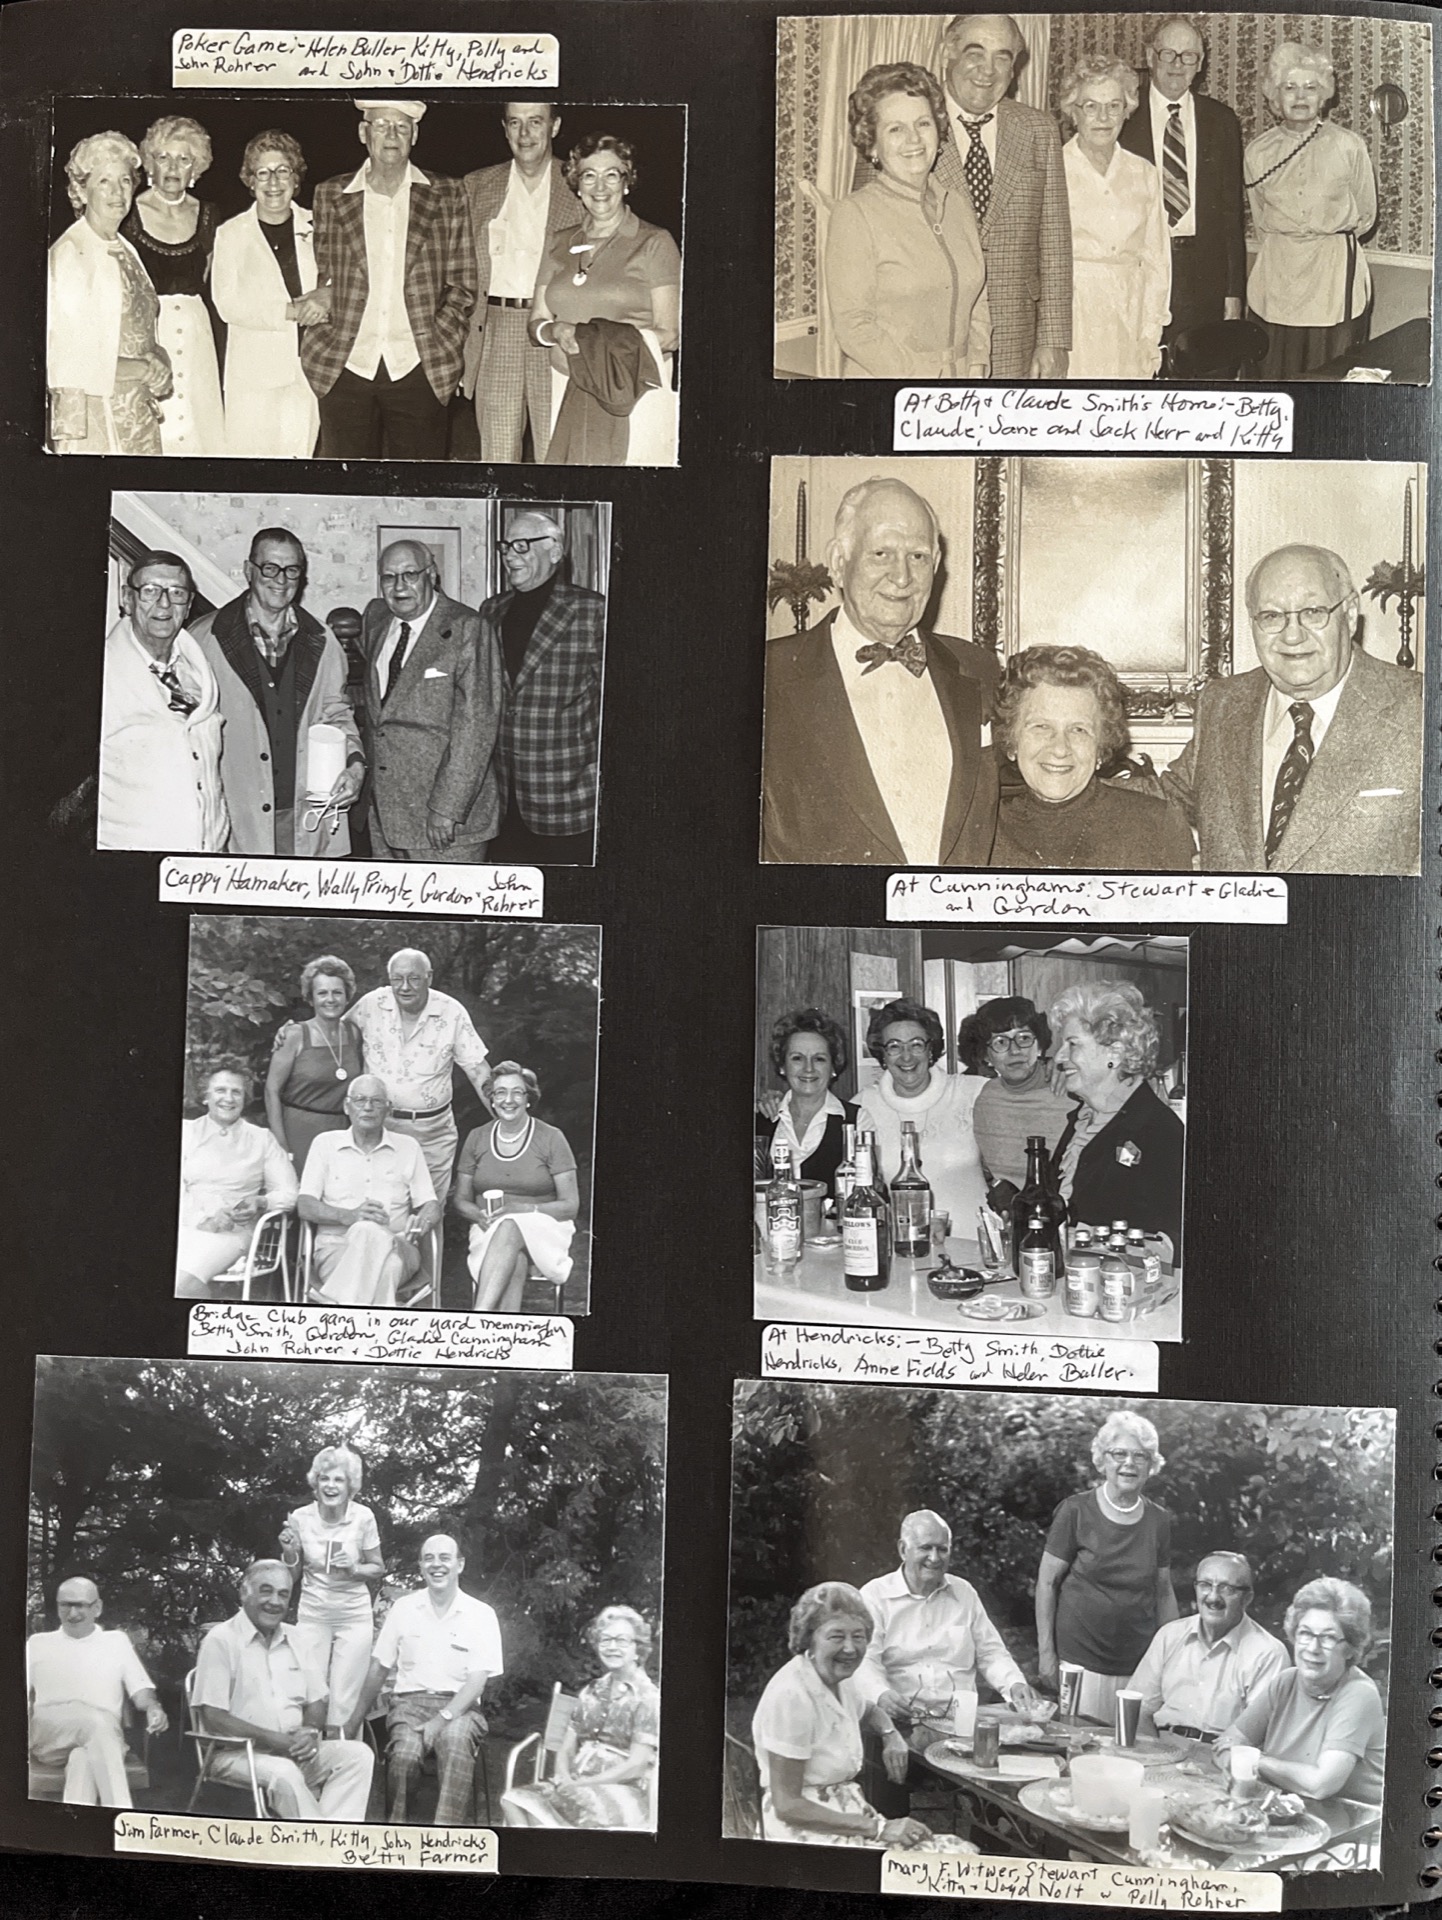 Poker Game:- Helen Buller, Kitty, Polly and
John Rohrer and John + Dottie Hendricks
At Betty + Claude Smith's Home:- Betty,
Claude; Jane and Jack Herr and Kitty
Cappy Hamaker, Wally Pringle, Gordon + John
Rohrer
At Cunninghams: Stewart + Gladie
and Gordon
Bridge Club gang in our yard memorial day
Betty Smith, Gordon, Gladie Cunningham
John Rohrer + Dottie Hendricks
At Hendricks:- Betty Smith, Dottie
Hendricks, Anne Fields and Helen Buller.
Jim Farmer, Claude Smith, Kitty, John Hendricks
Betty Farmer
Mary F. Witwer, Stewart Cunningham,
Kitty + Lloyd Nolt w Polly Rohrer